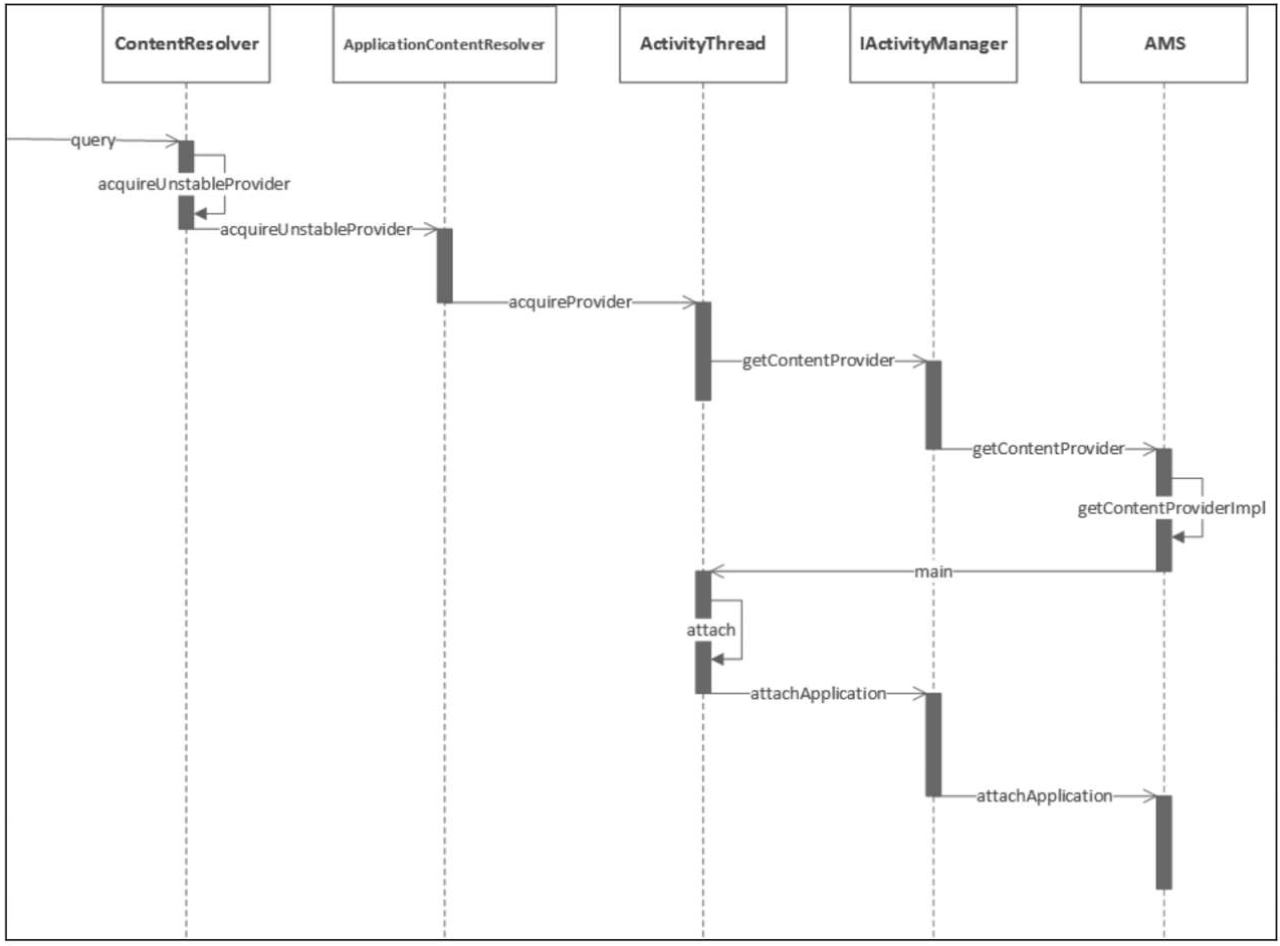 ContentResolver
ApplicationContentResolver
ActivityThread
IActivityManager
AMS
query
acquireUnstableProvider
acquireUnstableProvider
acquireProvider
getContentProvider
getContentProvider
getContentProviderImpl
main
attach
attachApplication
attachApplication